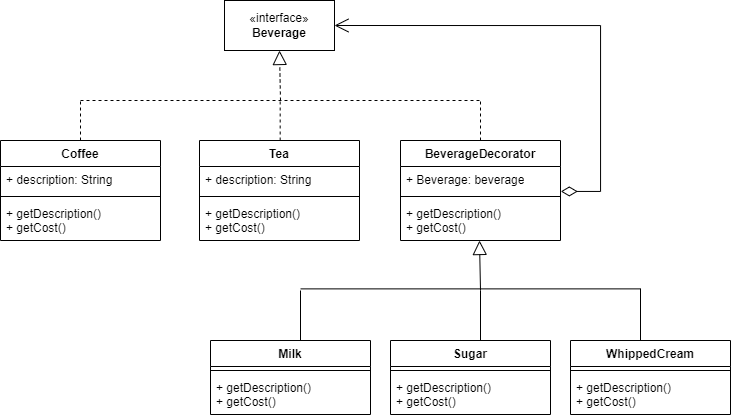 «interface»
Beverage
Coffee
+ description: String
+ getDescription()
+ getCost()
Tea
+ description: String
+ getDescription()
+ getCost()
BeverageDecorator
+ Beverage: beverage
+ getDescription()
+ getCost()
Milk
+ getDescription()
+ getCost()
Sugar
+ getDescription()
+ getCost()
WhippedCream
+ getDescription()
+ getCost()